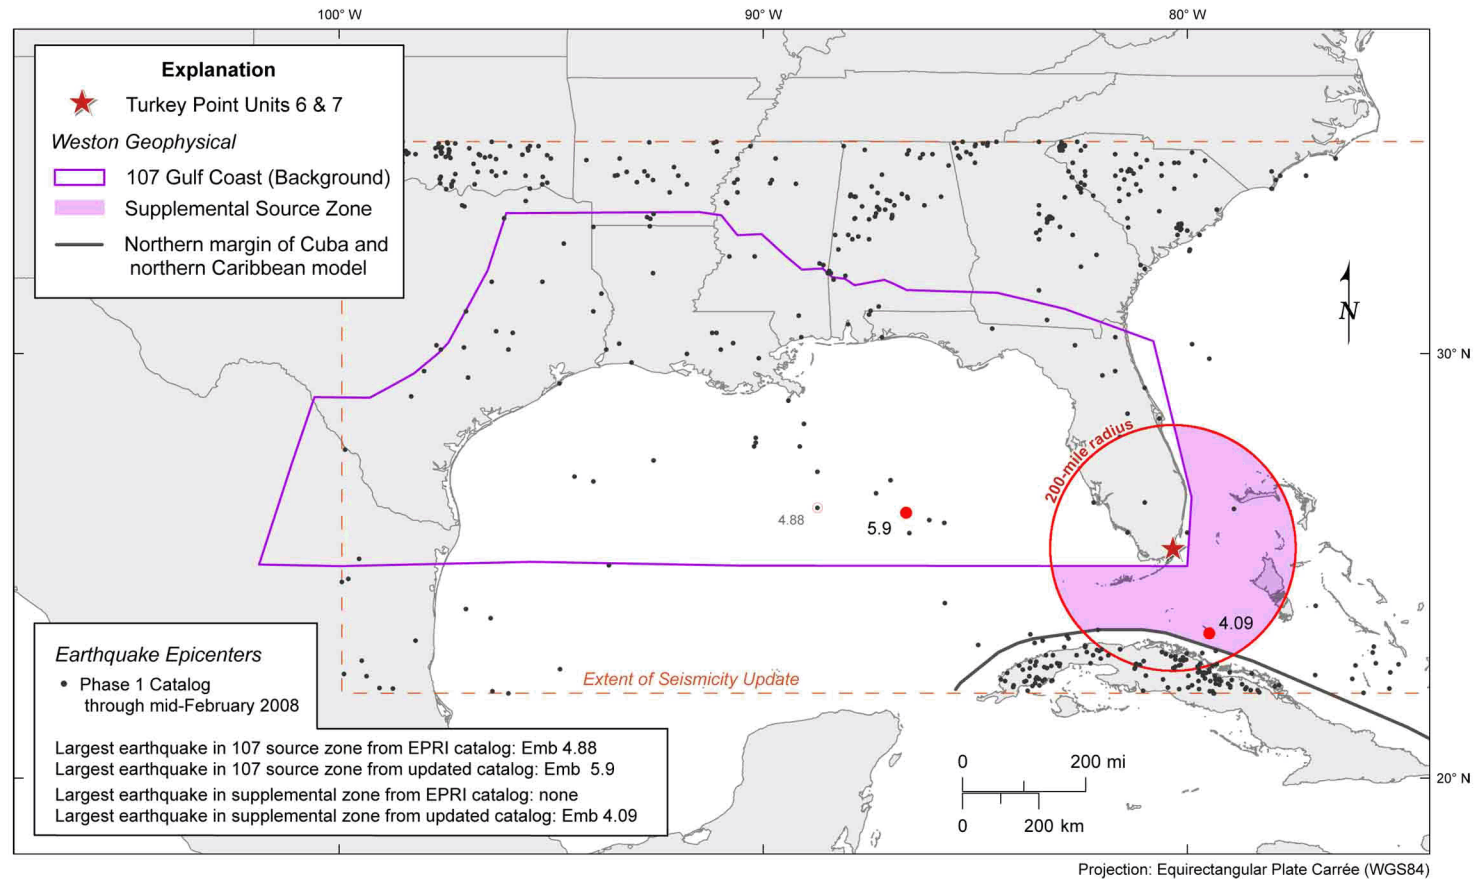 100° W
90° W
80° W
Explanation
Turkey Point Units 6 & 7
Weston Geophysical
107 Gulf Coast (Background)
Supplemental Source Zone
Northern margin of Cuba and
northern Caribbean model
N
30° N
200-mile radius
4.88
5.9
4.09
Extent of Seismicity Update
Earthquake Epicenters
Phase 1 Catalog
through mid-February 2008
Largest earthquake in 107 source zone from EPRI catalog: Emb 4.88
Largest earthquake in 107 source zone from updated catalog: Emb 5.9
Largest earthquake in supplemental zone from EPRI catalog: none
Largest earthquake in supplemental zone from updated catalog: Emb 4.09
0 200 mi
0 200 km
20° N
Projection: Equirectangular Plate Carrée (WGS84)